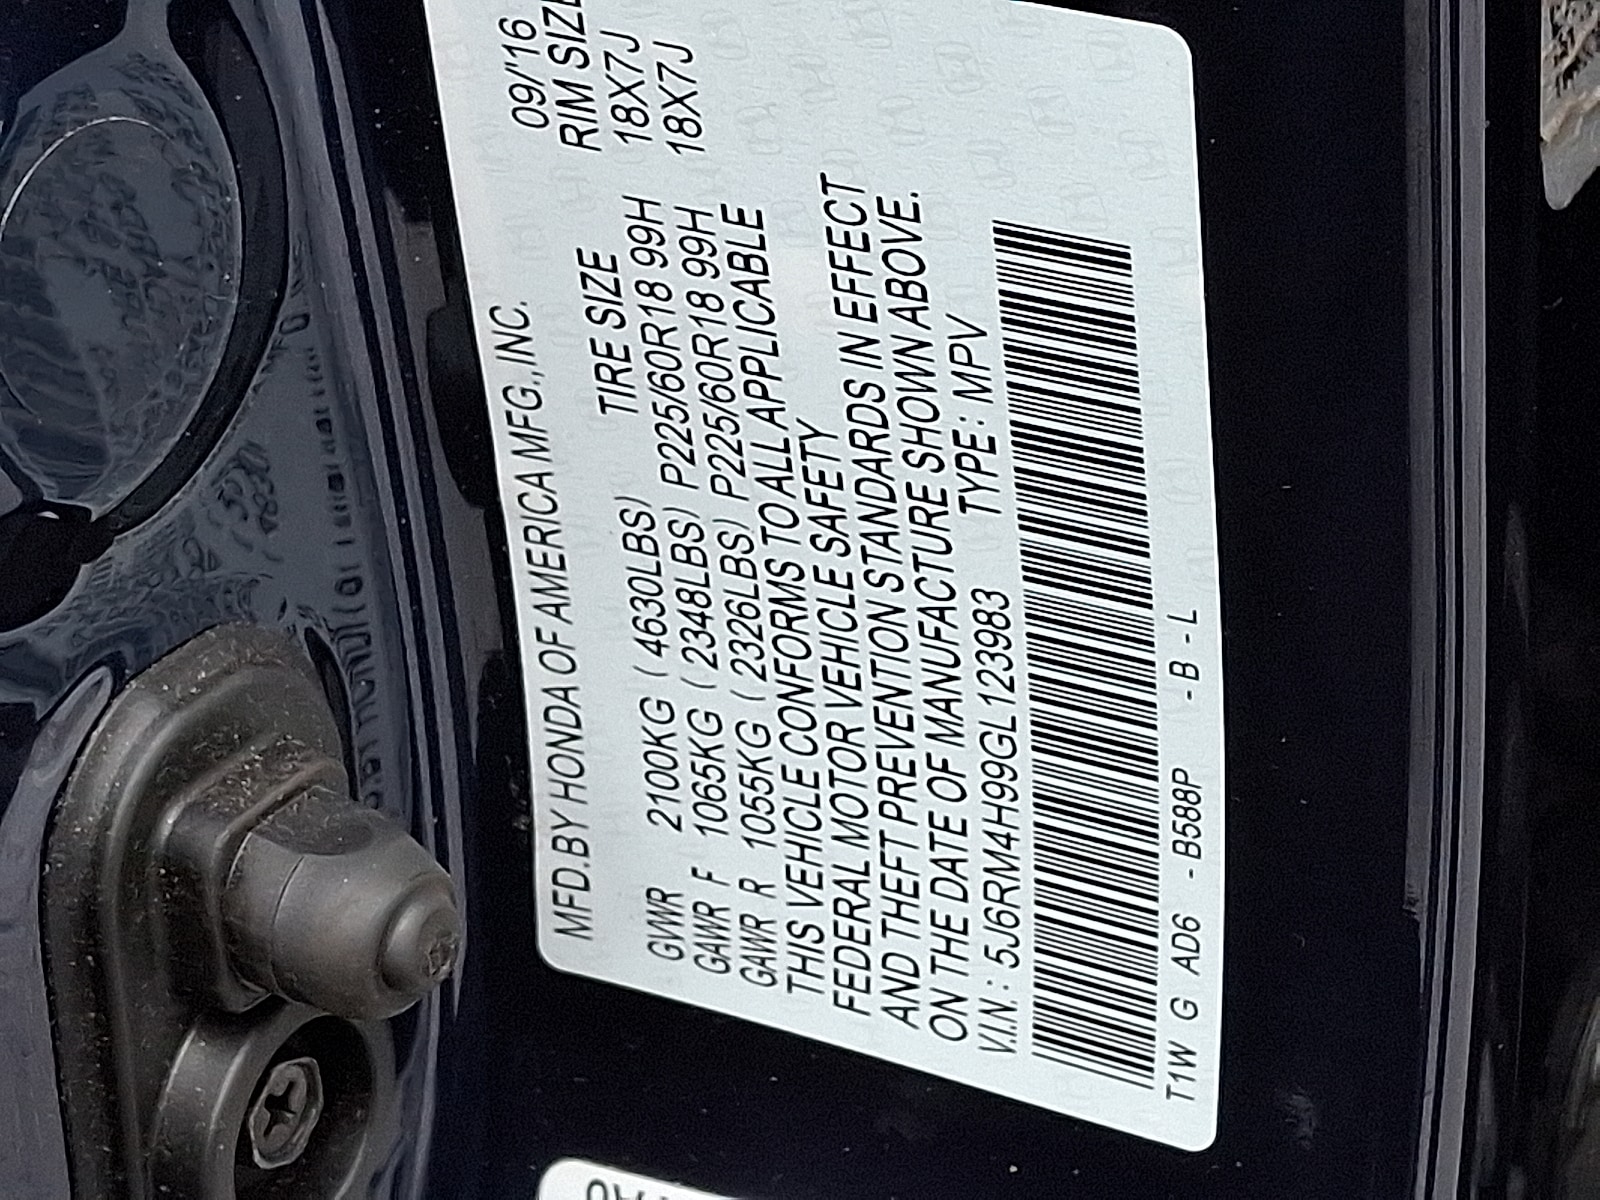 MFD.BY HONDA OF AMERICA MFG.,INC. 09/'16
TIRE SIZE RIM SIZE
GVWR 2100KG ( 4630LBS)
GAWR F 1065KG ( 2348LBS) P225/60R18 99H 18X7J
GAWR R 1055KG ( 2326LBS) P225/60R18 99H 18X7J
THIS VEHICLE CONFORMS TO ALL APPLICABLE
FEDERAL MOTOR VEHICLE SAFETY
AND THEFT PREVENTION STANDARDS IN EFFECT
ON THE DATE OF MANUFACTURE SHOWN ABOVE.
V.I.N. : 5J6RM4H99GL123983 TYPE : MPV
T1W G AD6 - B588P - B - L